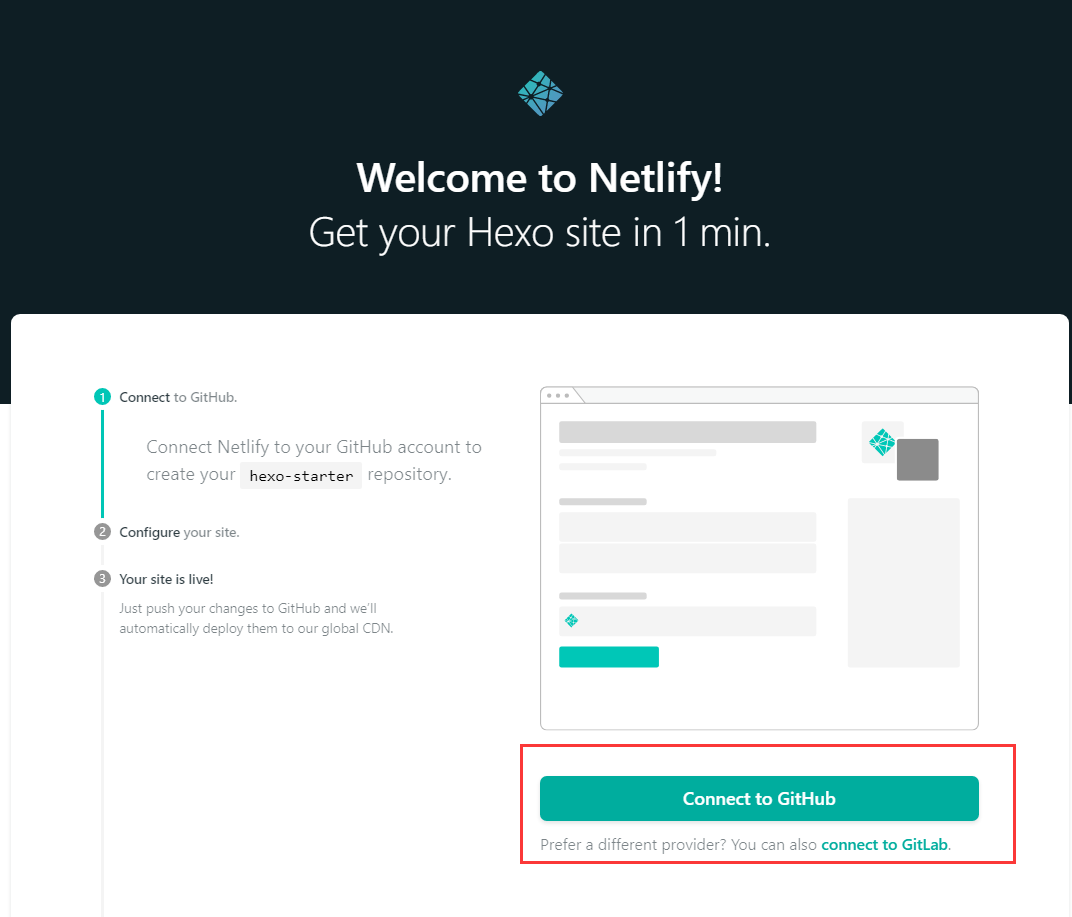 Welcome to Netlify!
Get your Hexo site in 1 min.
1 Connect to GitHub.
Connect Netlify to your GitHub account to
create your hexo-starter repository.
2 Configure your site.
3 Your site is live!
Just push your changes to GitHub and we'll
automatically deploy them to our global CDN.
Connect to GitHub
Prefer a different provider? You can also connect to GitLab.